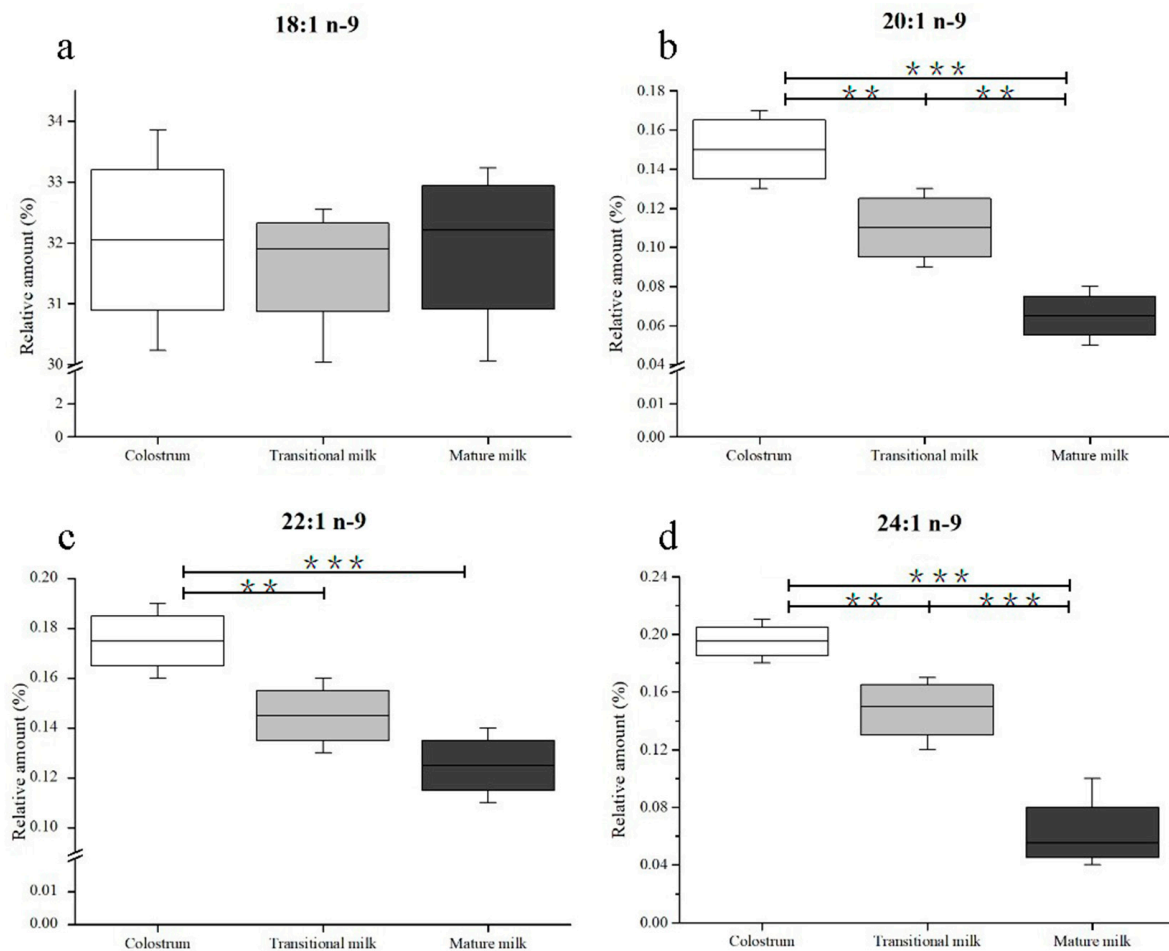 18:1 n-9
a
Relative amount (%)
34
33
32
31
30
2
0
Colostrum Transitional milk Mature milk
20:1 n-9
b
***
** **
Relative amount (%)
0.18
0.16
0.14
0.12
0.10
0.08
0.06
0.04
0.01
0.00
Colostrum Transitional milk Mature milk
22:1 n-9
c
***
**
Relative amount (%)
0.20
0.18
0.16
0.14
0.12
0.10
0.01
0.00
Colostrum Transitional milk Mature milk
24:1 n-9
d
***
** ***
Relative amount (%)
0.24
0.20
0.16
0.12
0.08
0.04
0.00
Colostrum Transitional milk Mature milk